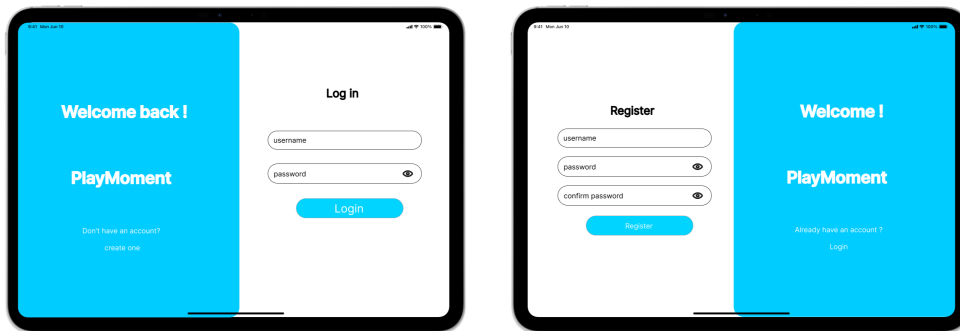 9:41 Mon Jun 10
100%
Welcome back !
PlayMoment
Don't have an account?
create one
Log in
username
password
Login
9:41 Mon Jun 10
100%
Register
username
password
confirm password
Register
Welcome !
PlayMoment
Already have an account ?
Login